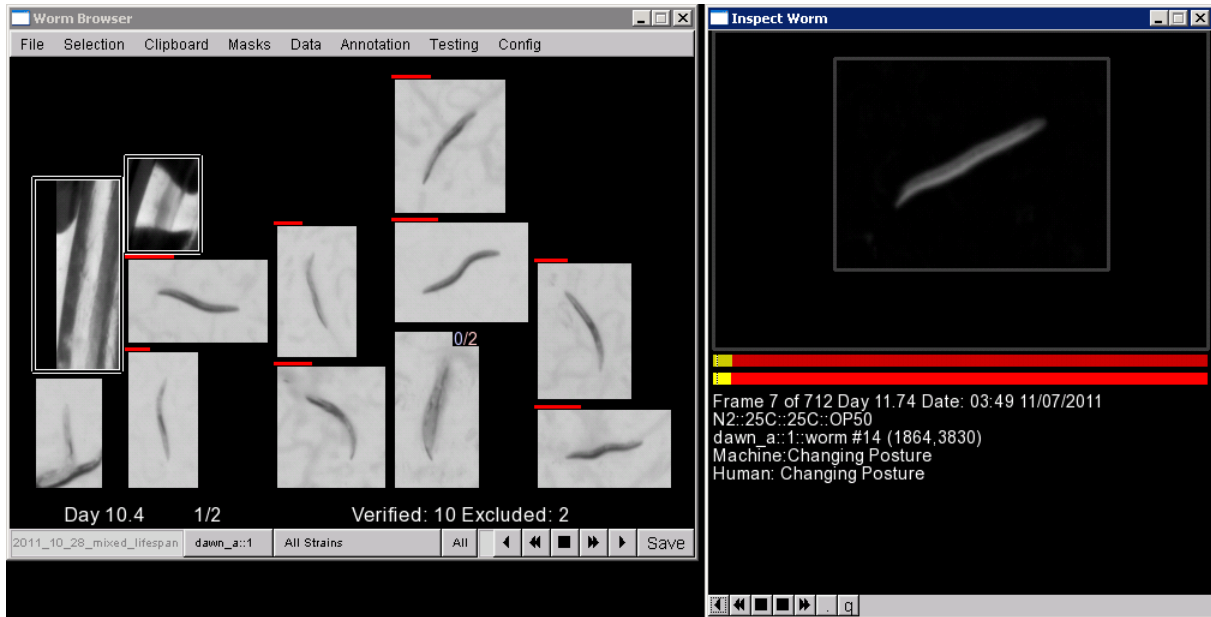 Worm Browser
File Selection Clipboard Masks Data Annotation Testing Config
0/2
Day 10.4 1/2 Verified: 10 Excluded: 2
2011_10_28_mixed_lifespan dawn_a::1 All Strains All Save
Inspect Worm
Frame 7 of 712 Day 11.74 Date: 03:49 11/07/2011
N2::25C::25C::OP50
dawn_a::1::worm #14 (1864,3830)
Machine:Changing Posture
Human: Changing Posture
. q